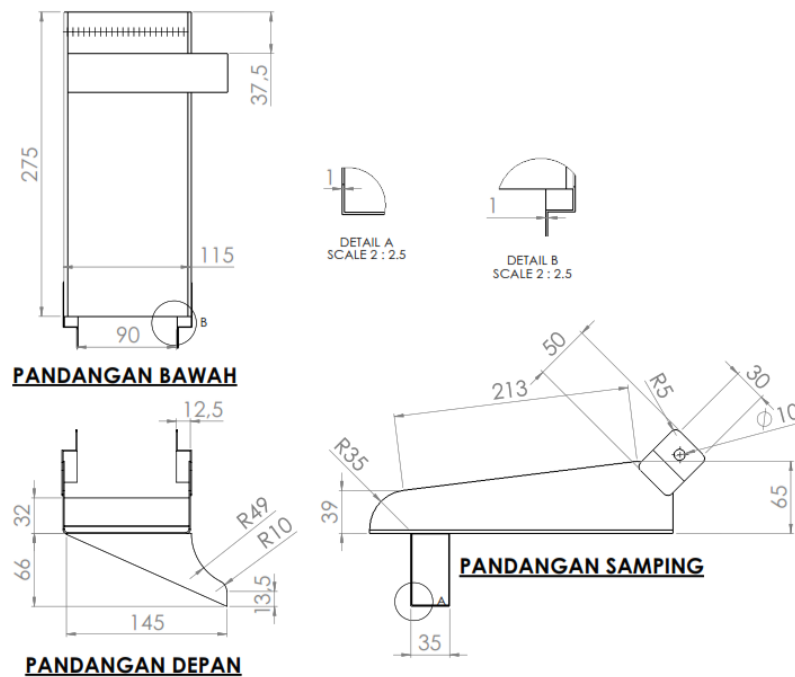 37,5
275
115
90
B
PANDANGAN BAWAH
1
DETAIL A
SCALE 2 : 2.5
1
DETAIL B
SCALE 2 : 2.5
12,5
32
66
R49
R10
13,5
145
PANDANGAN DEPAN
50
213
R5
30
∅ 10
R35
39
65
A
35
PANDANGAN SAMPING